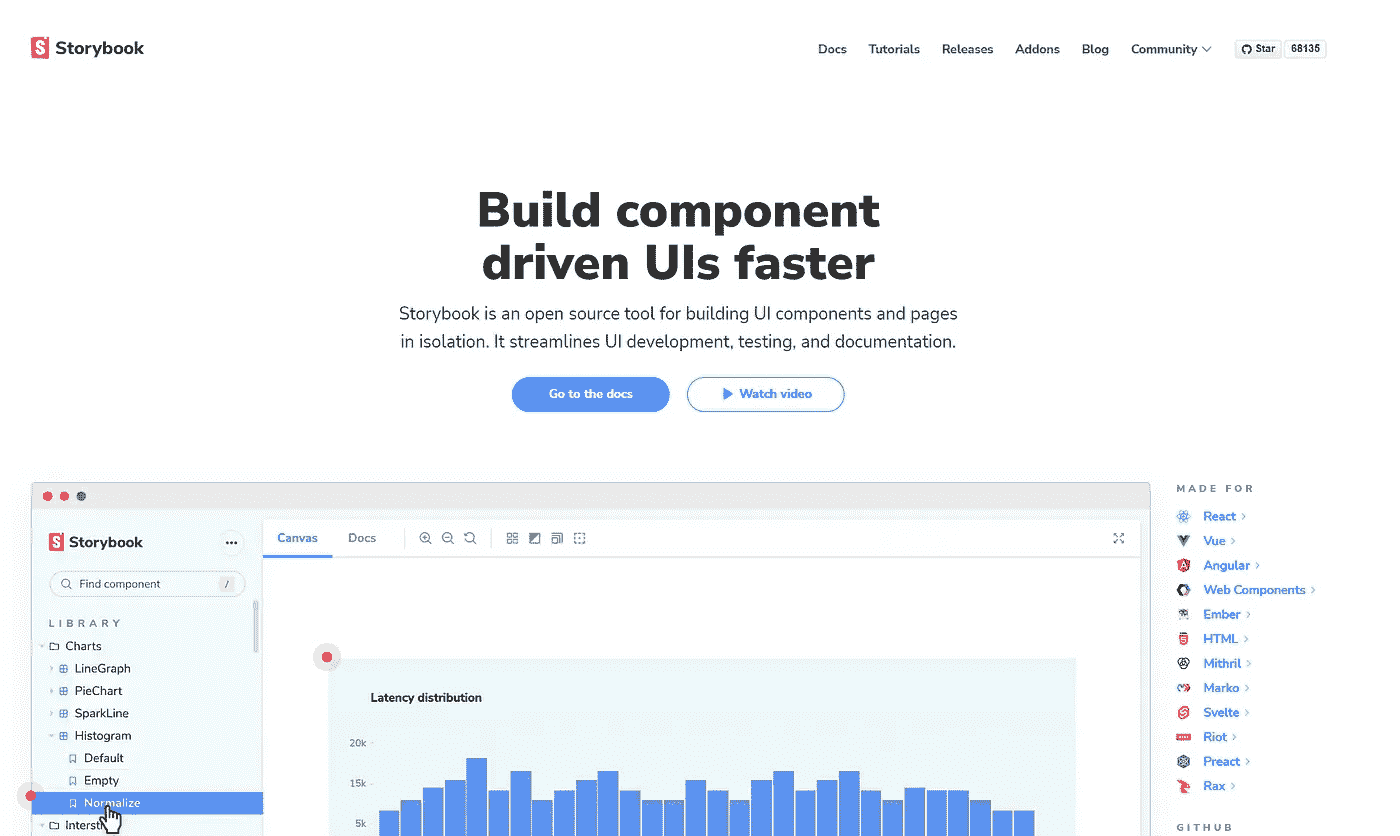 Storybook
Docs Tutorials Releases Addons Blog Community Star 68135
Build component
driven UIs faster
Storybook is an open source tool for building UI components and pages
in isolation. It streamlines UI development, testing, and documentation.
Go to the docs Watch video
Storybook
Find component /
LIBRARY
Charts
LineGraph
PieChart
SparkLine
Histogram
Default
Empty
Normalize
Canvas Docs
Latency distribution
20k
15k
5k
MADE FOR
React
Vue
Angular
Web Components
Ember
HTML
Mithril
Marko
Svelte
Riot
Preact
Rax
GITHUB